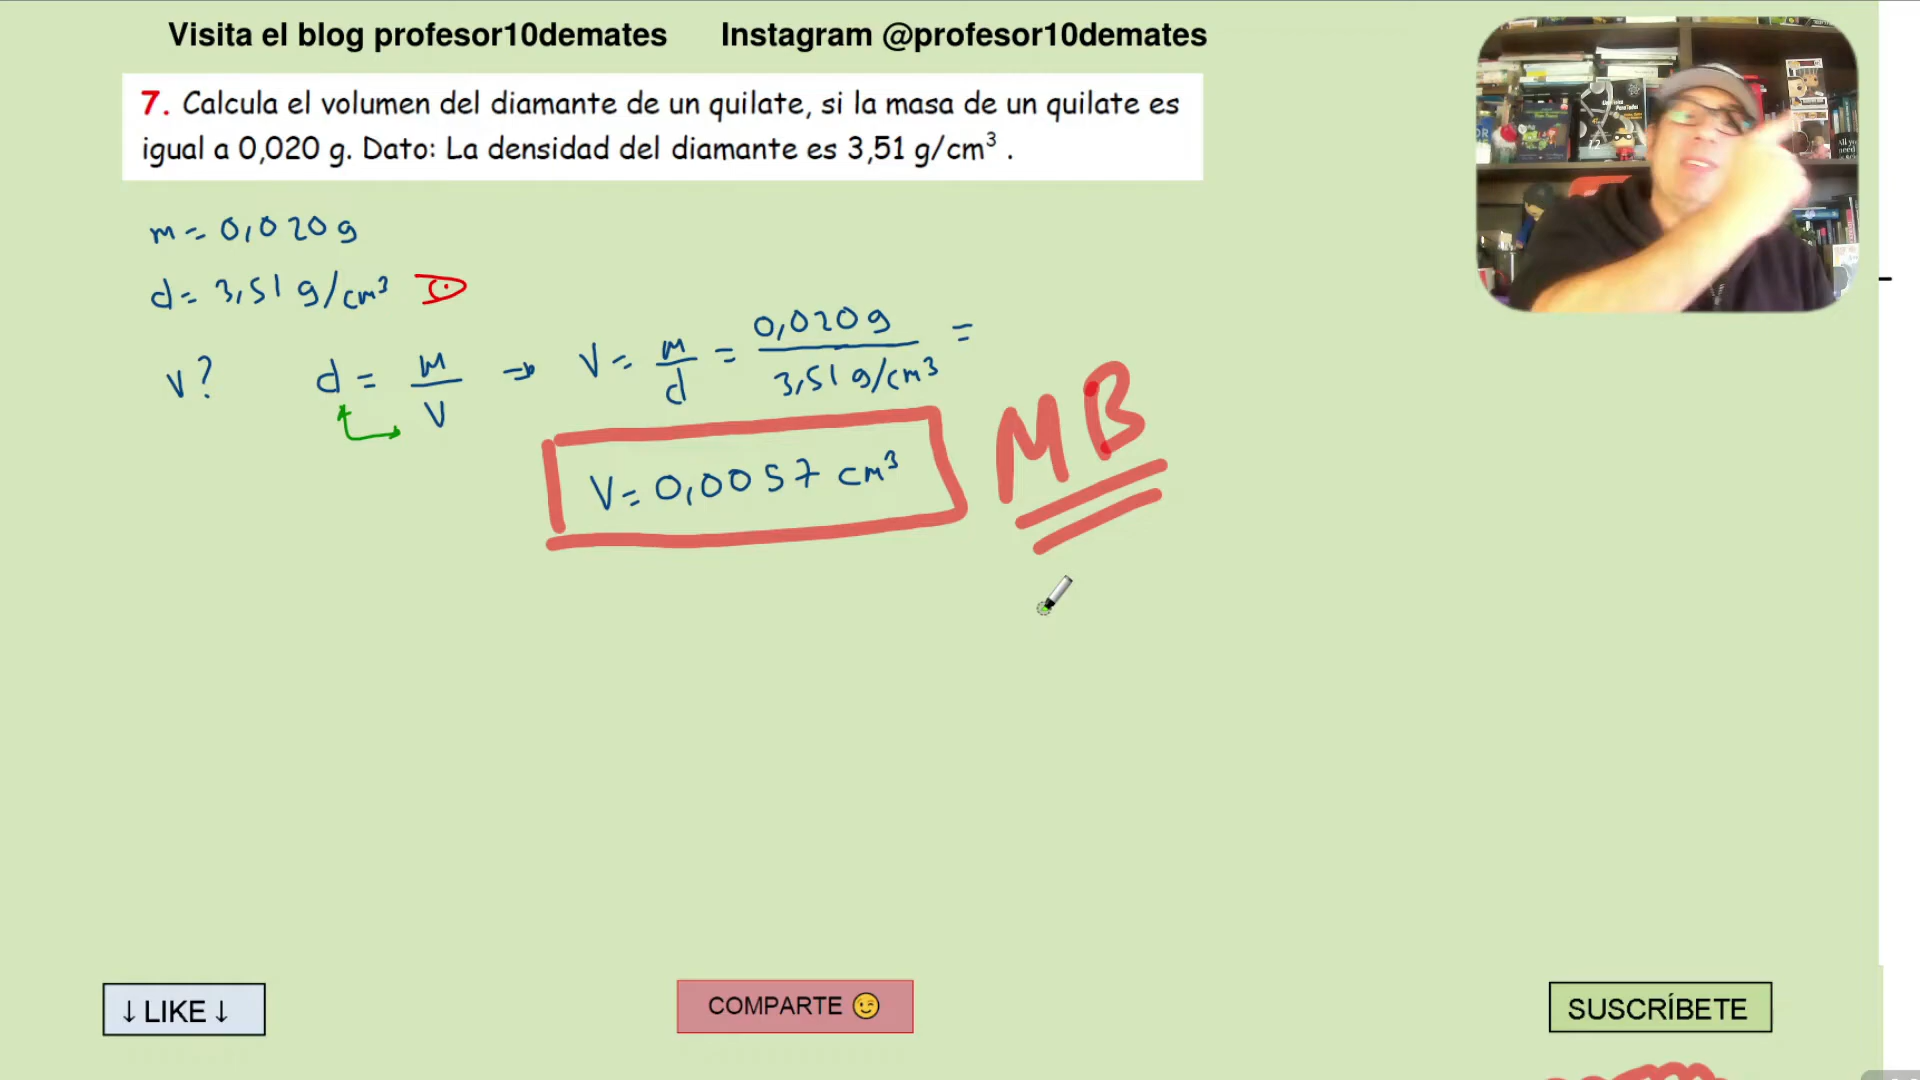 Visita el blog profesor10demates Instagram @profesor10demates
7. Calcula el volumen del diamante de un quilate, si la masa de un quilate es
igual a 0,020 g. Dato: La densidad del diamante es 3,51 g/cm³ .
m = 0,020 g
d = 3,51 g/cm³
V? d = m/V → V = m/d = 0,020 g / 3,51 g/cm³ =
V = 0,0057 cm³
MB
↓ LIKE ↓ COMPARTE 😉 SUSCRÍBETE